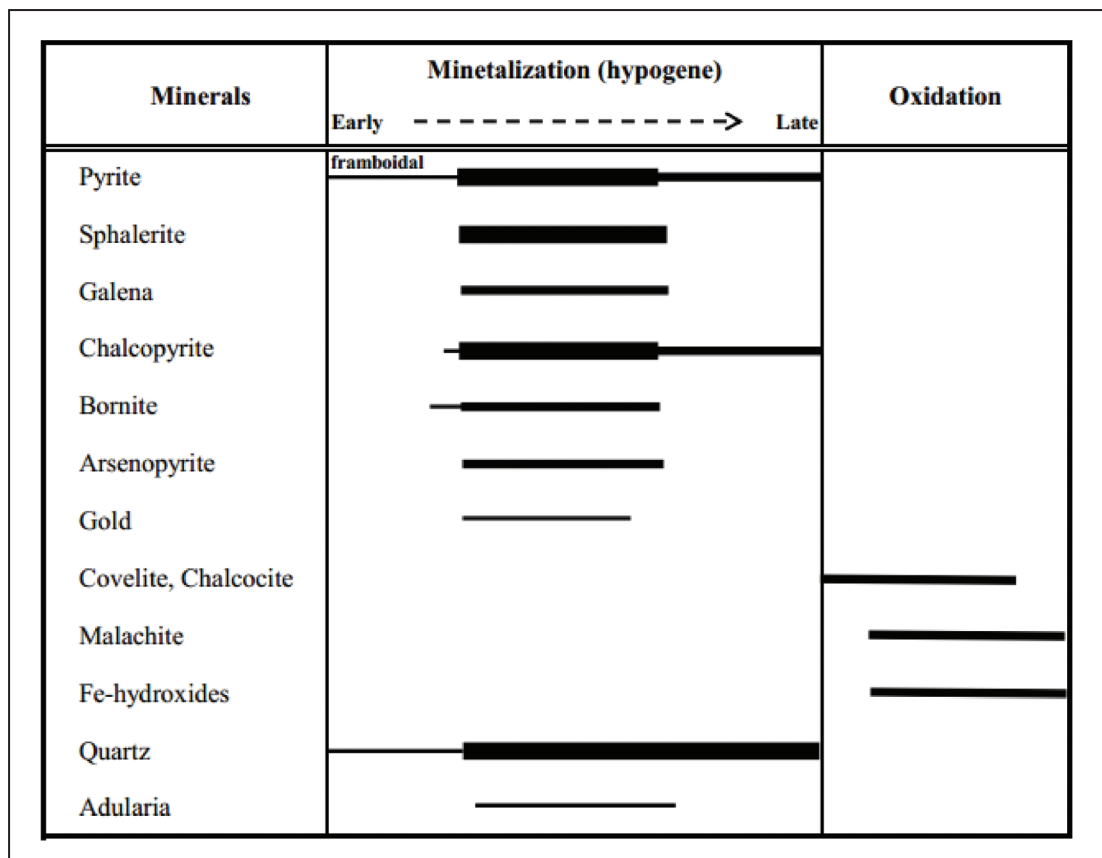 Minerals
Minetalization (hypogene)
Early
Late
Oxidation
framboidal
Pyrite
Sphalerite
Galena
Chalcopyrite
Bornite
Arsenopyrite
Gold
Covelite, Chalcocite
Malachite
Fe-hydroxides
Quartz
Adularia